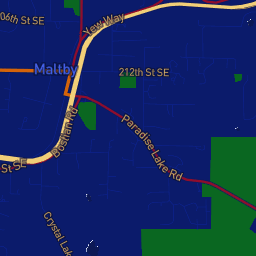 06th St SE
Yew Way
Maltby
212th St SE
Bostian Rd
Paradise Lake Rd
St SE
Crystal Lake